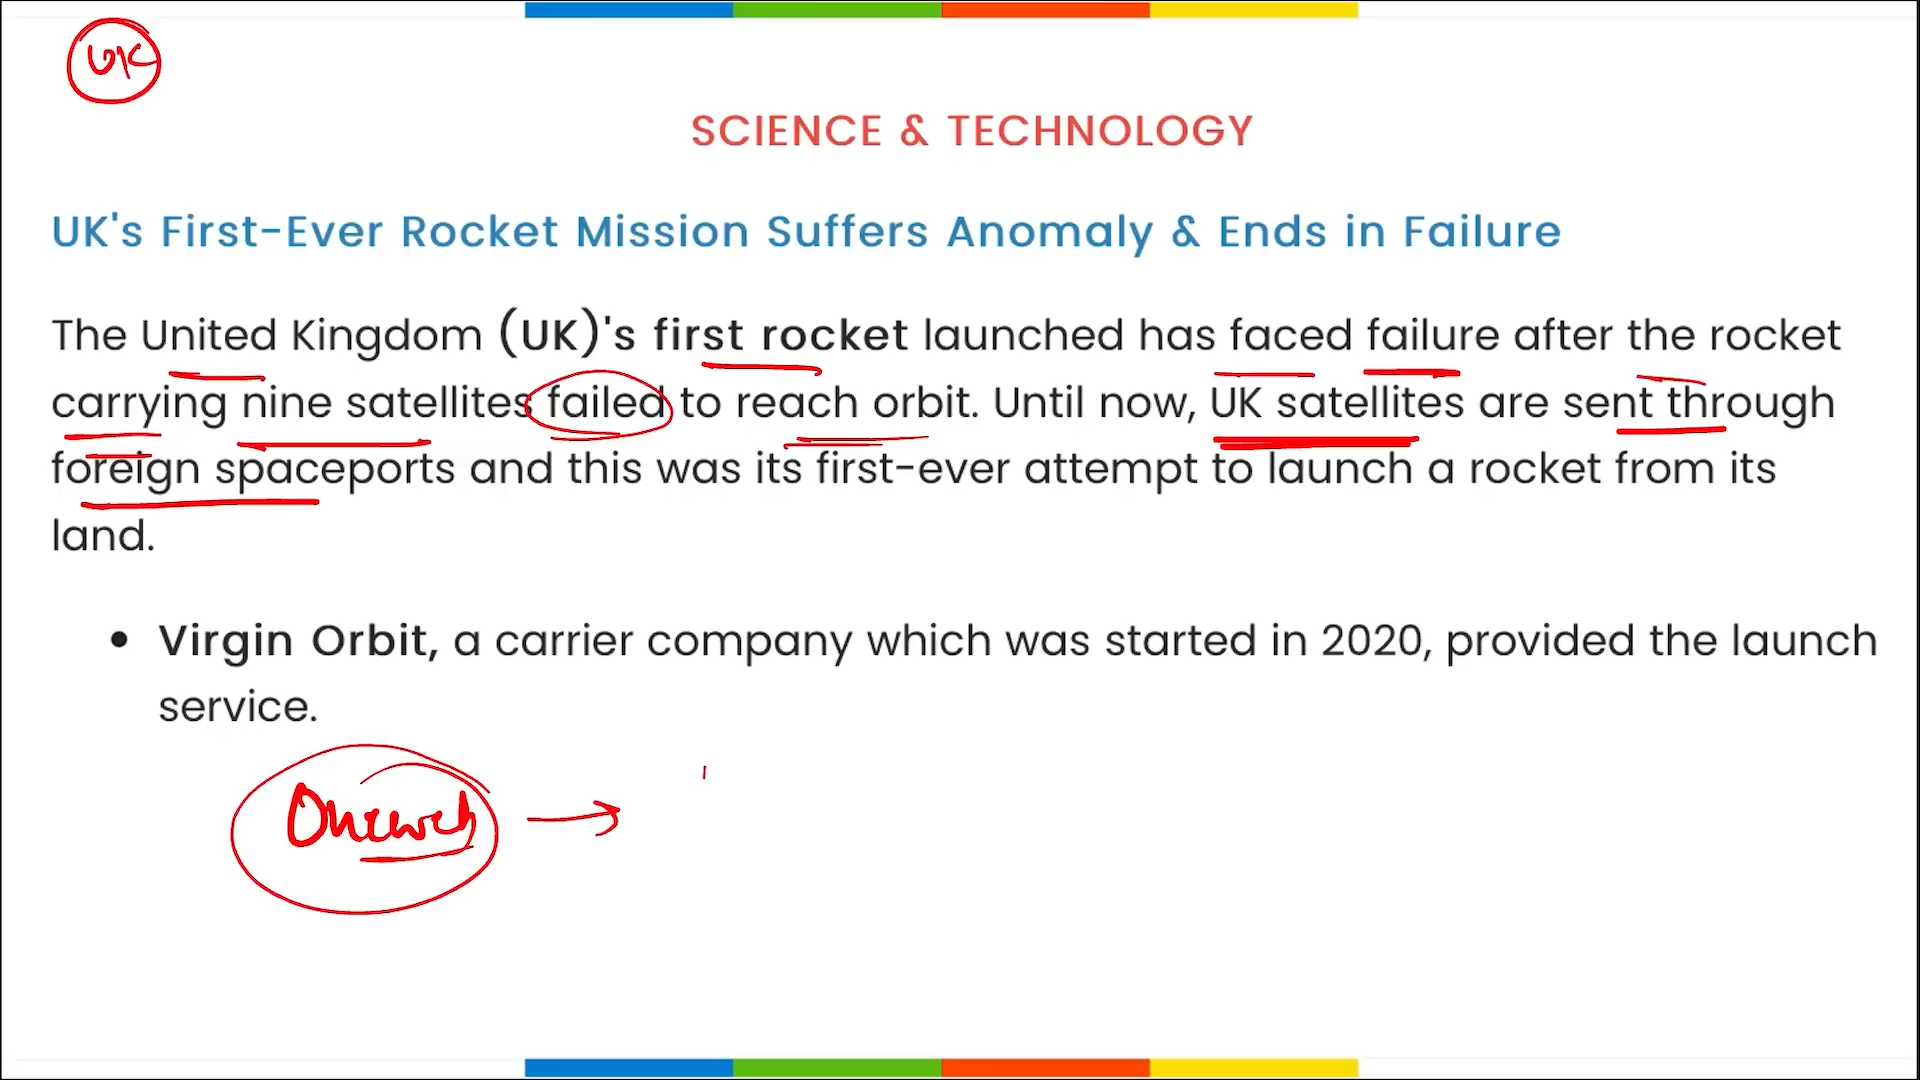 UK
SCIENCE & TECHNOLOGY
UK's First-Ever Rocket Mission Suffers Anomaly & Ends in Failure
The United Kingdom (UK)'s first rocket launched has faced failure after the rocket
carrying nine satellites failed to reach orbit. Until now, UK satellites are sent through
foreign spaceports and this was its first-ever attempt to launch a rocket from its
land.
• Virgin Orbit, a carrier company which was started in 2020, provided the launch
service.
Oneweb →